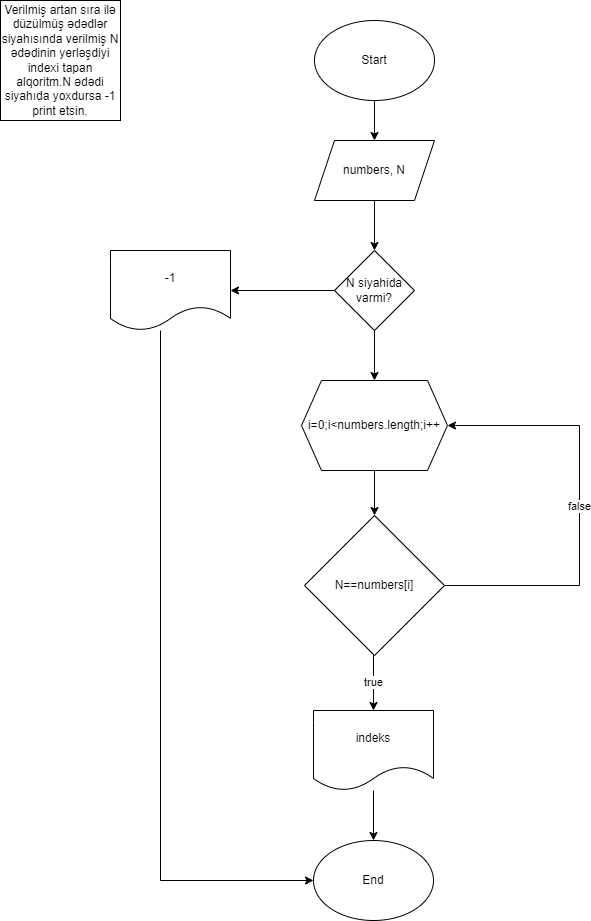 Verilmiş artan sıra ilə
düzülmüş ədədlər
siyahısında verilmiş N
ədədinin yerləşdiyi
indexi tapan
alqoritm.N ədədi
siyahıda yoxdursa -1
print etsin.
Start
numbers, N
N siyahida
varmi?
-1
i=0;i<numbers.length;i++
false
N==numbers[i]
true
indeks
End